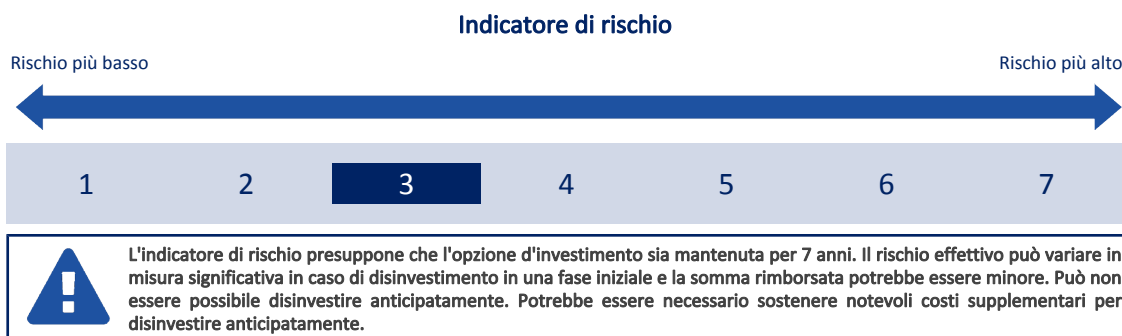 Indicatore di rischio
Rischio più basso
Rischio più alto
1 2 3 4 5 6 7
L'indicatore di rischio presuppone che l'opzione d'investimento sia mantenuta per 7 anni. Il rischio effettivo può variare in
misura significativa in caso di disinvestimento in una fase iniziale e la somma rimborsata potrebbe essere minore. Può non
essere possibile disinvestire anticipatamente. Potrebbe essere necessario sostenere notevoli costi supplementari per
disinvestire anticipatamente.